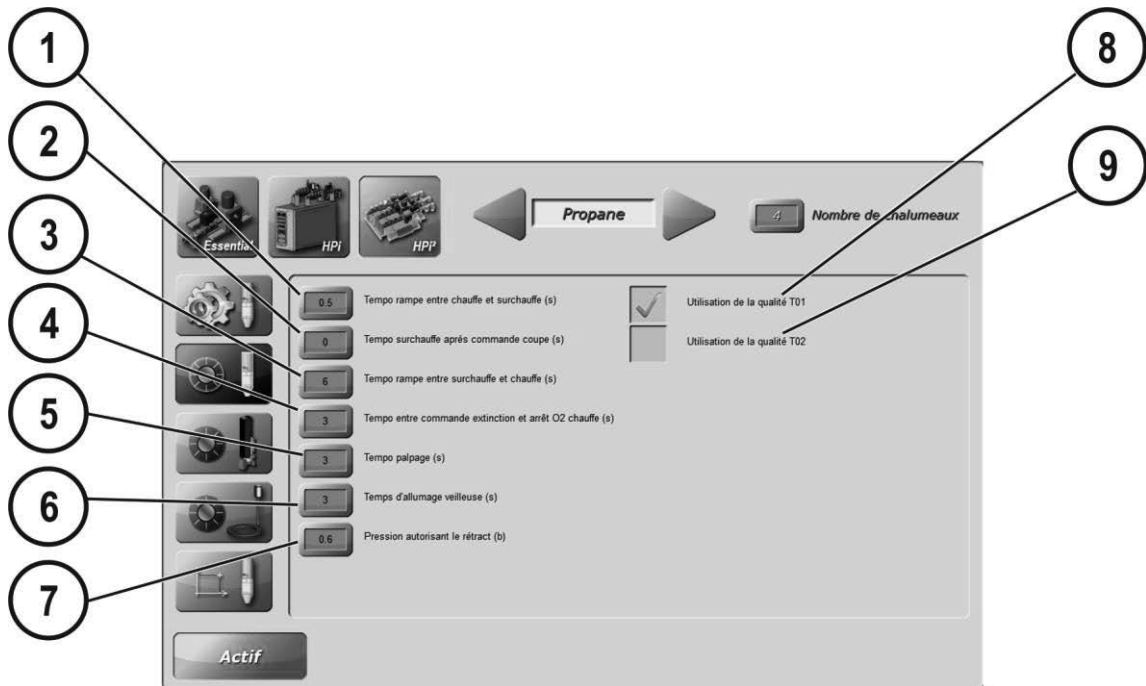 1
2
3
4
5
6
7
8
9
Essential
HPi
HPi²
Propane
4 Nombre de chalumeaux
0.5 Tempo rampe entre chauffe et surchauffe (s)
0 Tempo surchauffe après commande coupe (s)
6 Tempo rampe entre surchauffe et chauffe (s)
3 Tempo entre commande extinction et arrêt O2 chauffe (s)
3 Tempo palpage (s)
3 Temps d'allumage veilleuse (s)
0.6 Pression autorisant le rétract (b)
Utilisation de la qualité T01
Utilisation de la qualité T02
Actif